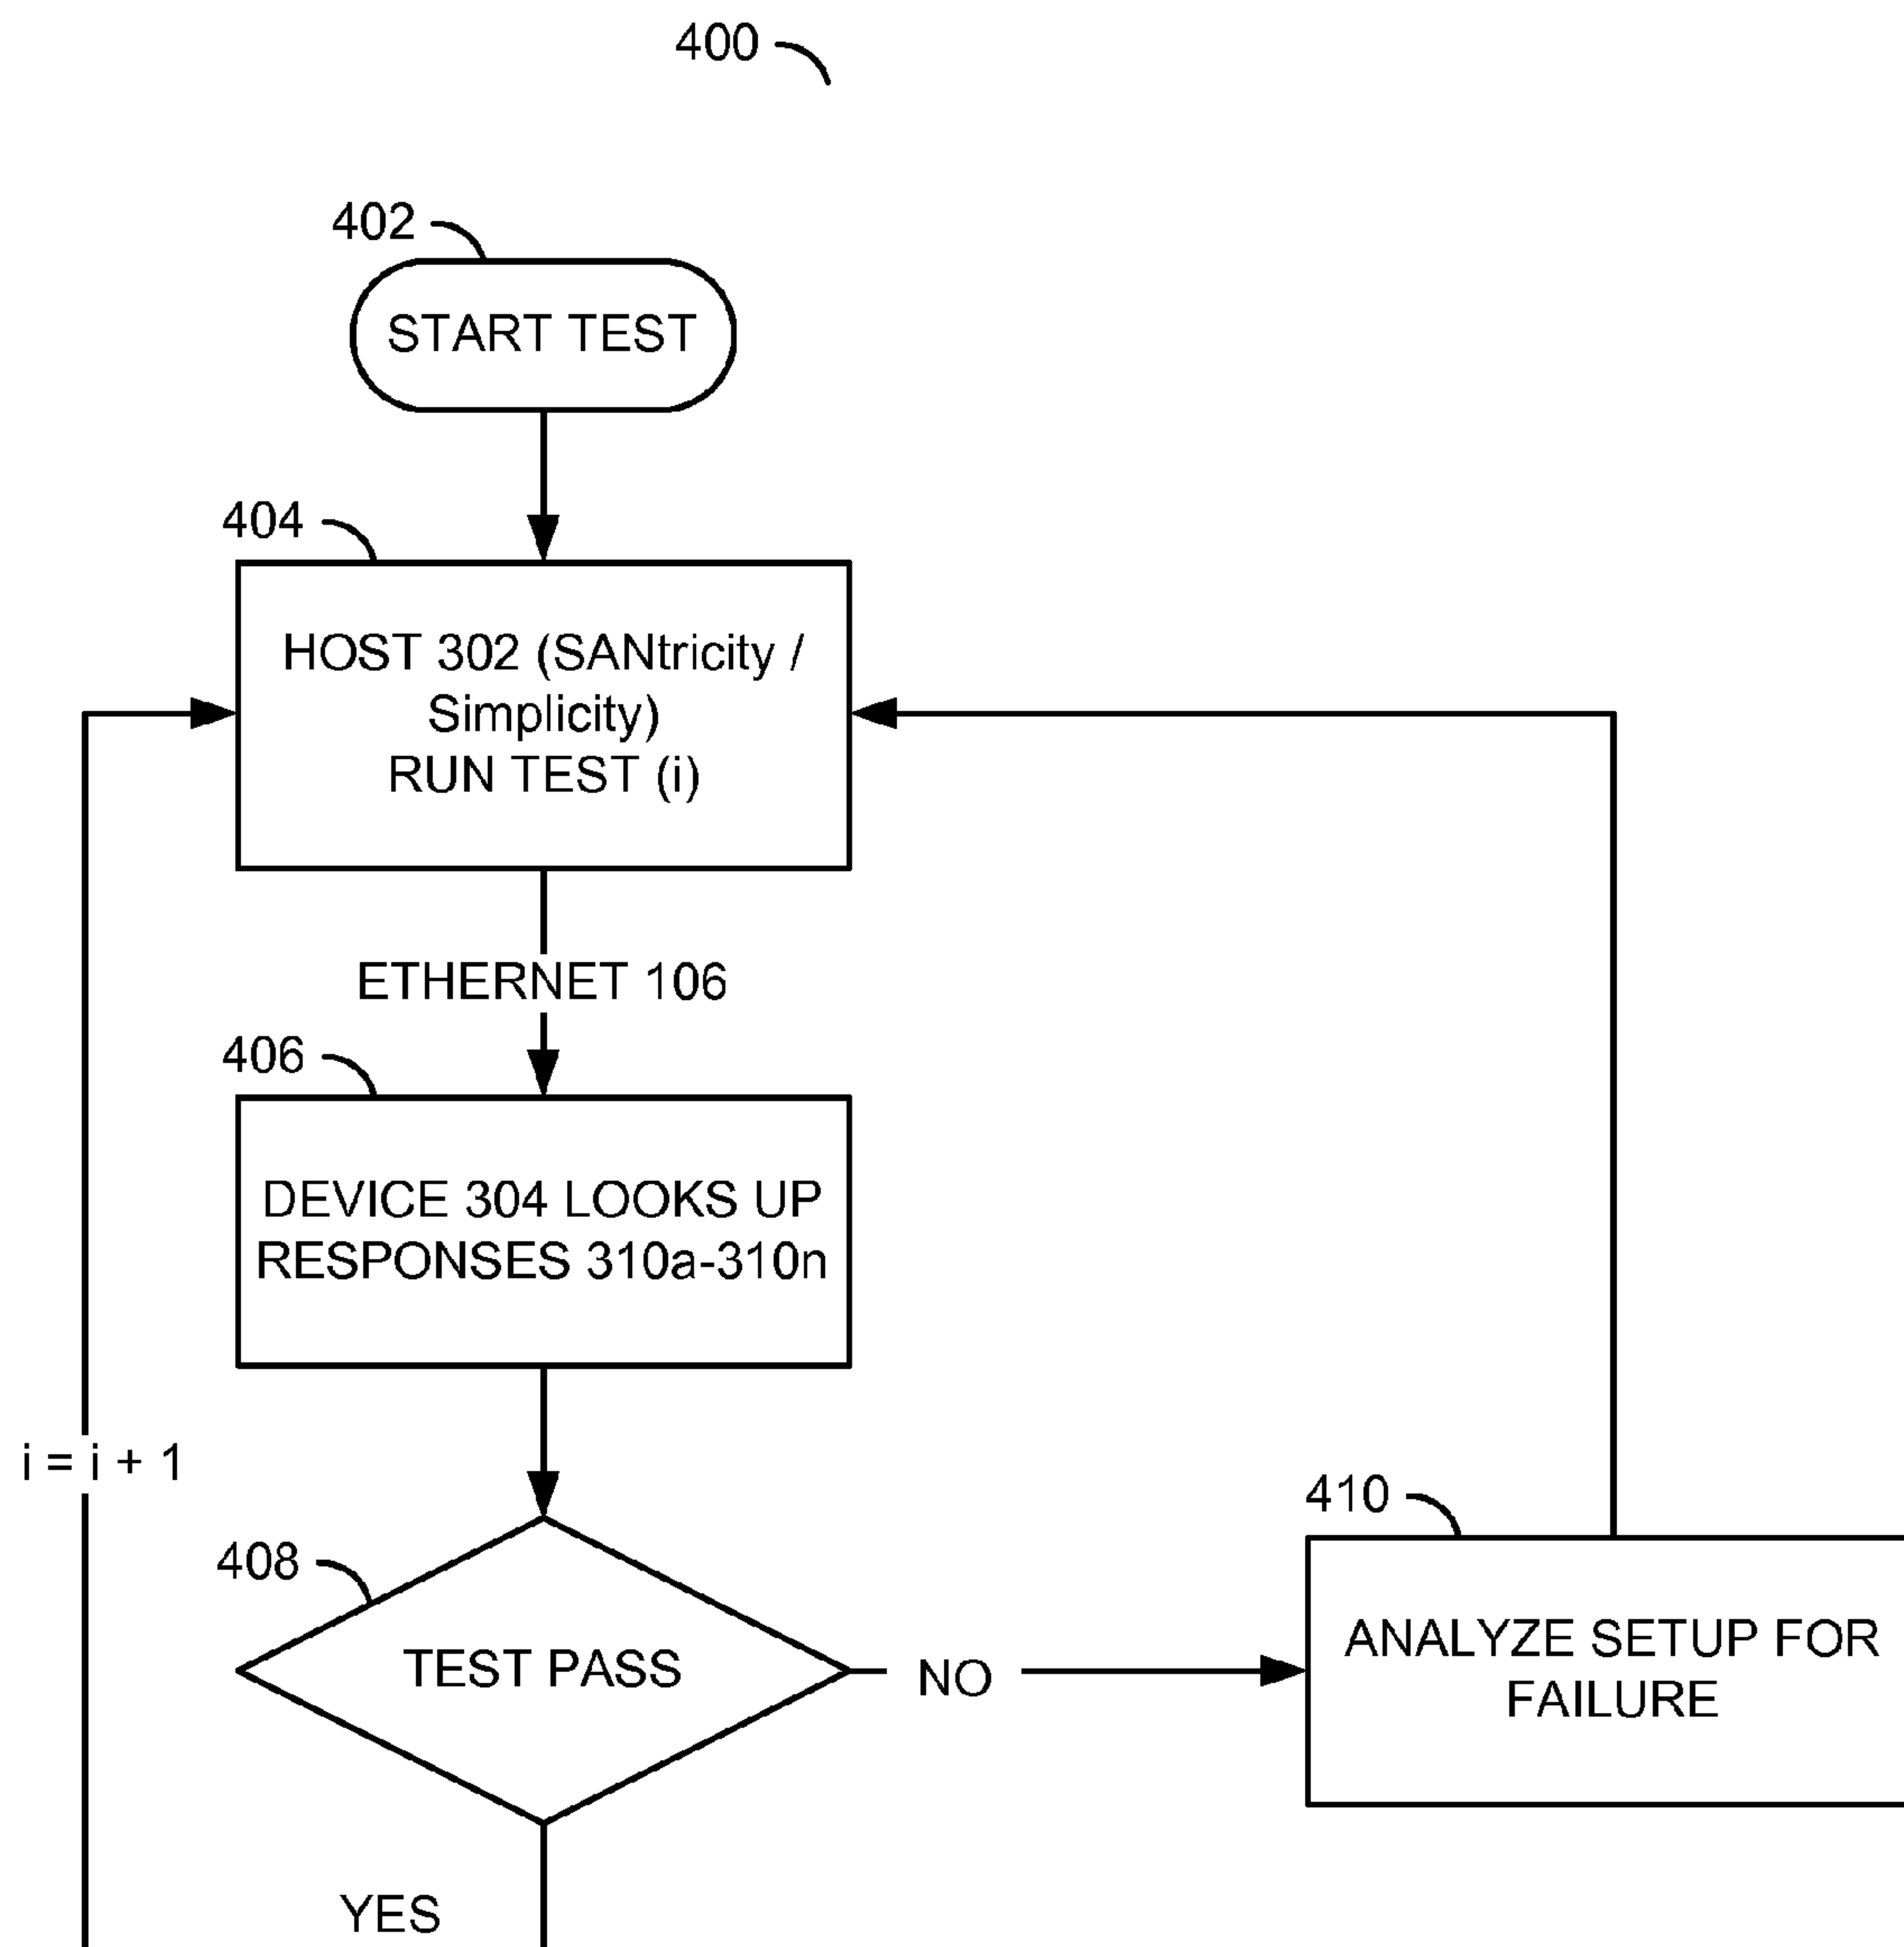 400
402
START TEST
404
HOST 302 (SANtricity /
Simplicity)
RUN TEST (i)
ETHERNET 106
406
DEVICE 304 LOOKS UP
RESPONSES 310a-310n
i = i + 1
408
TEST PASS
NO
410
ANALYZE SETUP FOR
FAILURE
YES